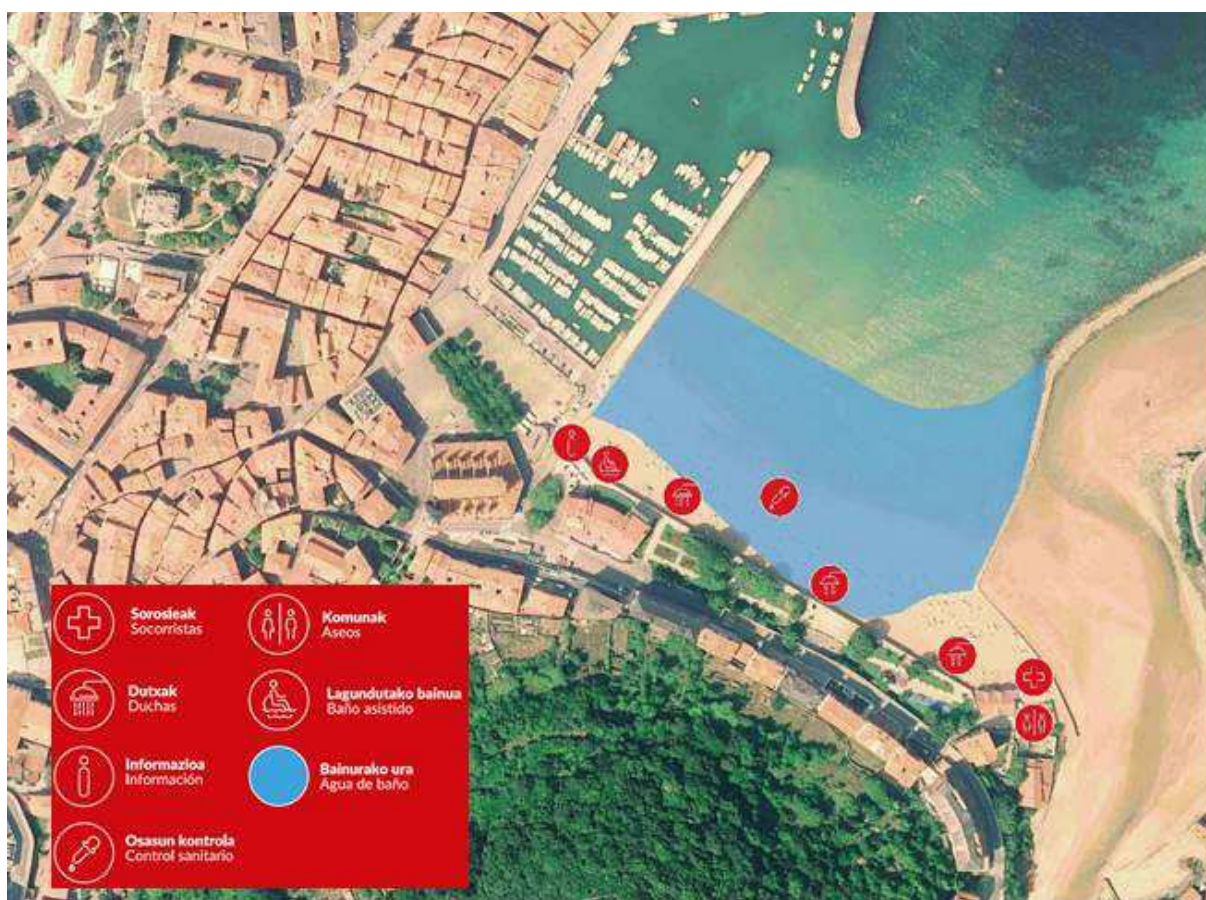 Sorosleak
Socorristas
Dutxak
Duchas
Informazioa
Información
Osasun kontrola
Control sanitario
Komunak
Aseos
Lagundutako bainua
Baño asistido
Bainurako ura
Agua de baño